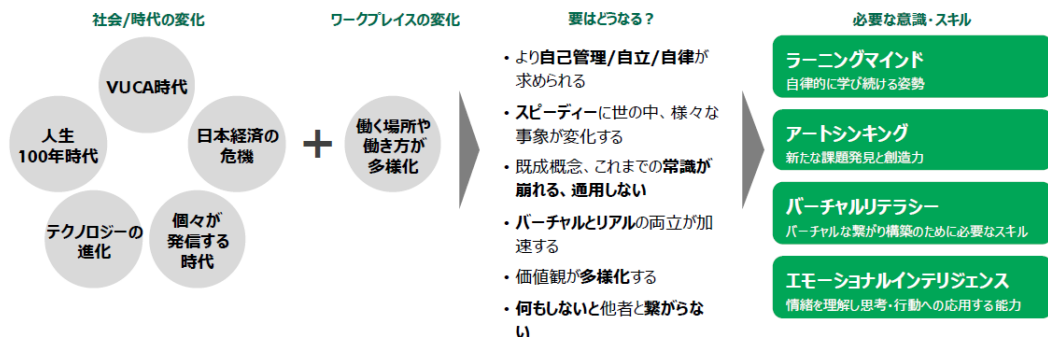 社会/時代の変化
VUCA時代
人生
100年時代
日本経済の
危機
テクノロジーの
進化
個々が
発信する
時代
+
ワークプレイスの変化
働く場所や
働き方が
多様化
要はどうなる？
・より自己管理/自立/自律が
求められる
・スピーディーに世の中、様々な
事象が変化する
・既成概念、これまでの常識が
崩れる、通用しない
・バーチャルとリアルの両立が加
速する
・価値観が多様化する
・何もしないと他者と繋がらな
い
必要な意識・スキル
ラーニングマインド
自律的に学び続ける姿勢
アートシンキング
新たな課題発見と創造力
バーチャルリテラシー
バーチャルな繋がり構築のために必要なスキル
エモーショナルインテリジェンス
情緒を理解し思考・行動への応用する能力